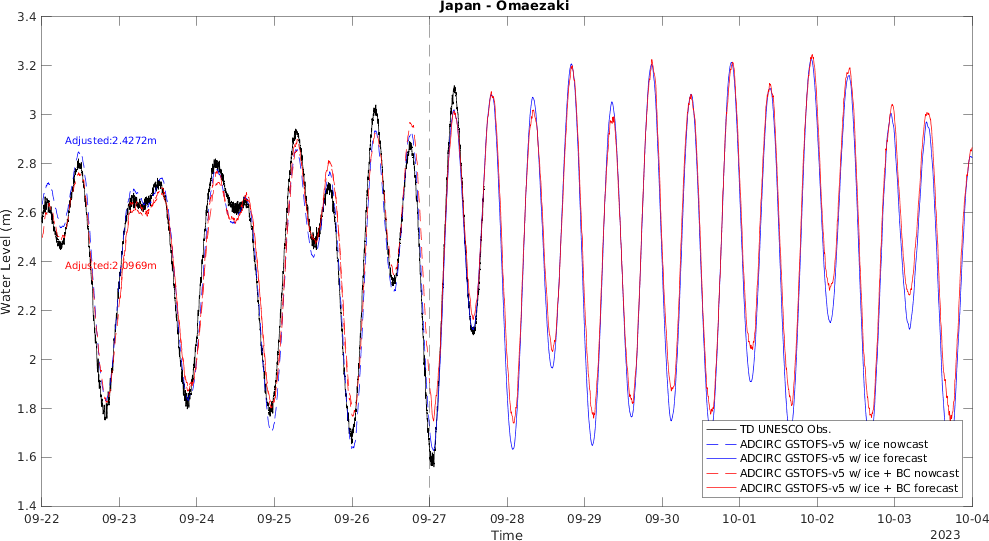 Japan - Omaezaki
3.4
3.2
3
2.8
2.6
2.4
2.2
2
1.8
1.6
1.4
Water Level (m)
Adjusted:2.4272m
Adjusted:2.0969m
TD UNESCO Obs.
ADCIRC GSTOFS-v5 w/ ice nowcast
ADCIRC GSTOFS-v5 w/ ice forecast
ADCIRC GSTOFS-v5 w/ ice + BC nowcast
ADCIRC GSTOFS-v5 w/ ice + BC forecast
09-22 09-23 09-24 09-25 09-26 09-27 09-28 09-29 09-30 10-01 10-02 10-03 10-04
Time 2023